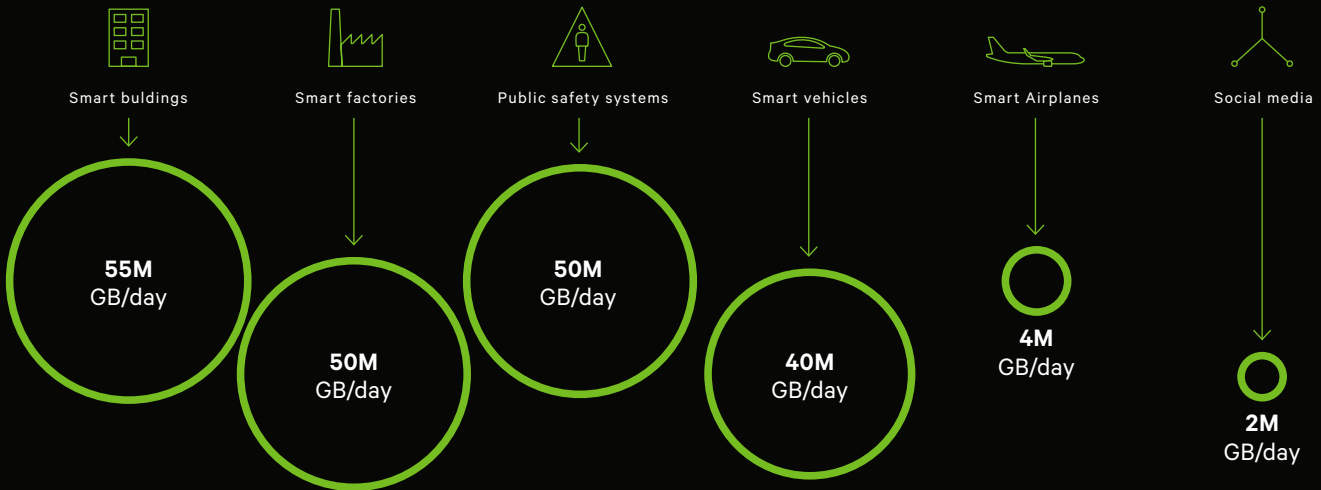 Smart buldings
Smart factories
Public safety systems
Smart vehicles
Smart Airplanes
Social media
55M
GB/day
50M
GB/day
50M
GB/day
40M
GB/day
4M
GB/day
2M
GB/day